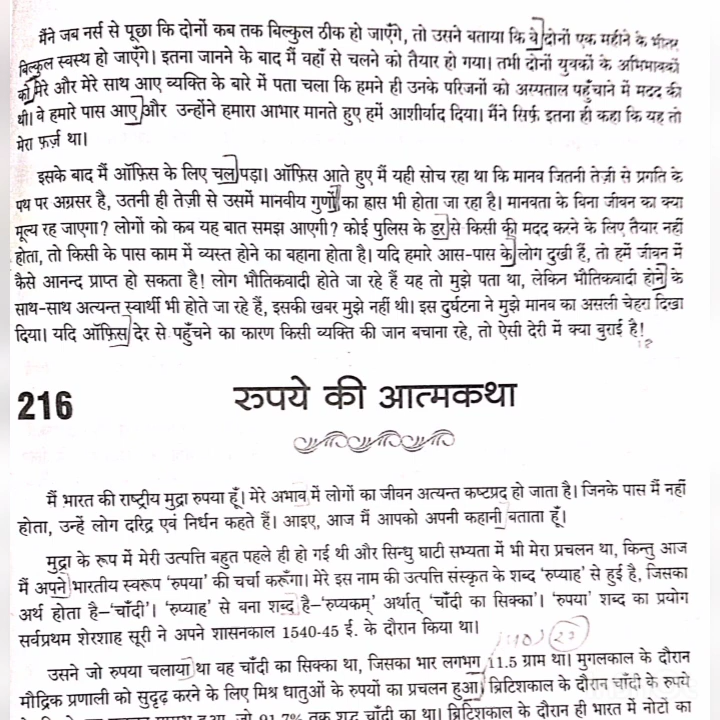 मैंने जब नर्स से पूछा कि दोनों कब तक बिल्कुल ठीक हो जाएँगे, तो उसने बताया कि वे दोनों एक महीने के भीतर
बिल्कुल स्वस्थ हो जाएँगे। इतना जानने के बाद मैं वहाँ से चलने को तैयार हो गया। तभी दोनों युवकों के अभिभावकों
को मेरे और मेरे साथ आए व्यक्ति के बारे में पता चला कि हमने ही उनके परिजनों को अस्पताल पहुँचाने में मदद की
थी। वे हमारे पास आए और उन्होंने हमारा आभार मानते हुए हमें आशीर्वाद दिया। मैंने सिर्फ़ इतना ही कहा कि यह तो
मेरा फ़र्ज़ था।
इसके बाद मैं ऑफ़िस के लिए चल पड़ा। ऑफ़िस आते हुए मैं यही सोच रहा था कि मानव जितनी तेज़ी से प्रगति के
पथ पर अग्रसर है, उतनी ही तेज़ी से उसमें मानवीय गुणों का ह्रास भी होता जा रहा है। मानवता के बिना जीवन का क्या
मूल्य रह जाएगा? लोगों को कब यह बात समझ आएगी? कोई पुलिस के डर से किसी की मदद करने के लिए तैयार नहीं
होता, तो किसी के पास काम में व्यस्त होने का बहाना होता है। यदि हमारे आस-पास के लोग दुखी हैं, तो हमें जीवन में
कैसे आनन्द प्राप्त हो सकता है! लोग भौतिकवादी होते जा रहे हैं यह तो मुझे पता था, लेकिन भौतिकवादी होने के
साथ-साथ अत्यन्त स्वार्थी भी होते जा रहे हैं, इसकी खबर मुझे नहीं थी। इस दुर्घटना ने मुझे मानव का असली चेहरा दिखा
दिया। यदि ऑफ़िस देर से पहुँचने का कारण किसी व्यक्ति की जान बचाना रहे, तो ऐसी देरी में क्या बुराई है!
216 रुपये की आत्मकथा
मैं भारत की राष्ट्रीय मुद्रा रुपया हूँ। मेरे अभाव में लोगों का जीवन अत्यन्त कष्टप्रद हो जाता है। जिनके पास मैं नहीं
होता, उन्हें लोग दरिद्र एवं निर्धन कहते हैं। आइए, आज मैं आपको अपनी कहानी बताता हूँ।
मुद्रा के रूप में मेरी उत्पत्ति बहुत पहले ही हो गई थी और सिन्धु घाटी सभ्यता में भी मेरा प्रचलन था, किन्तु आज
मैं अपने भारतीय स्वरूप ‘रुपया’ की चर्चा करूँगा। मेरे इस नाम की उत्पत्ति संस्कृत के शब्द ‘रुप्याह’ से हुई है, जिसका
अर्थ होता है–‘चाँदी’। ‘रुप्याह’ से बना शब्द है–‘रुप्यकम्’ अर्थात् ‘चाँदी का सिक्का’। ‘रुपया’ शब्द का प्रयोग
सर्वप्रथम शेरशाह सूरी ने अपने शासनकाल 1540-45 ई. के दौरान किया था।
उसने जो रुपया चलाया था वह चाँदी का सिक्का था, जिसका भार लगभग 11.5 ग्राम था। मुगलकाल के दौरान
मौद्रिक प्रणाली को सुदृढ़ करने के लिए मिश्र धातुओं के रुपयों का प्रचलन हुआ। ब्रिटिशकाल के दौरान चाँदी के रुपये
91.7% तक शुद्ध चाँदी का था। ब्रिटिशकाल के दौरान ही भारत में नोटों का